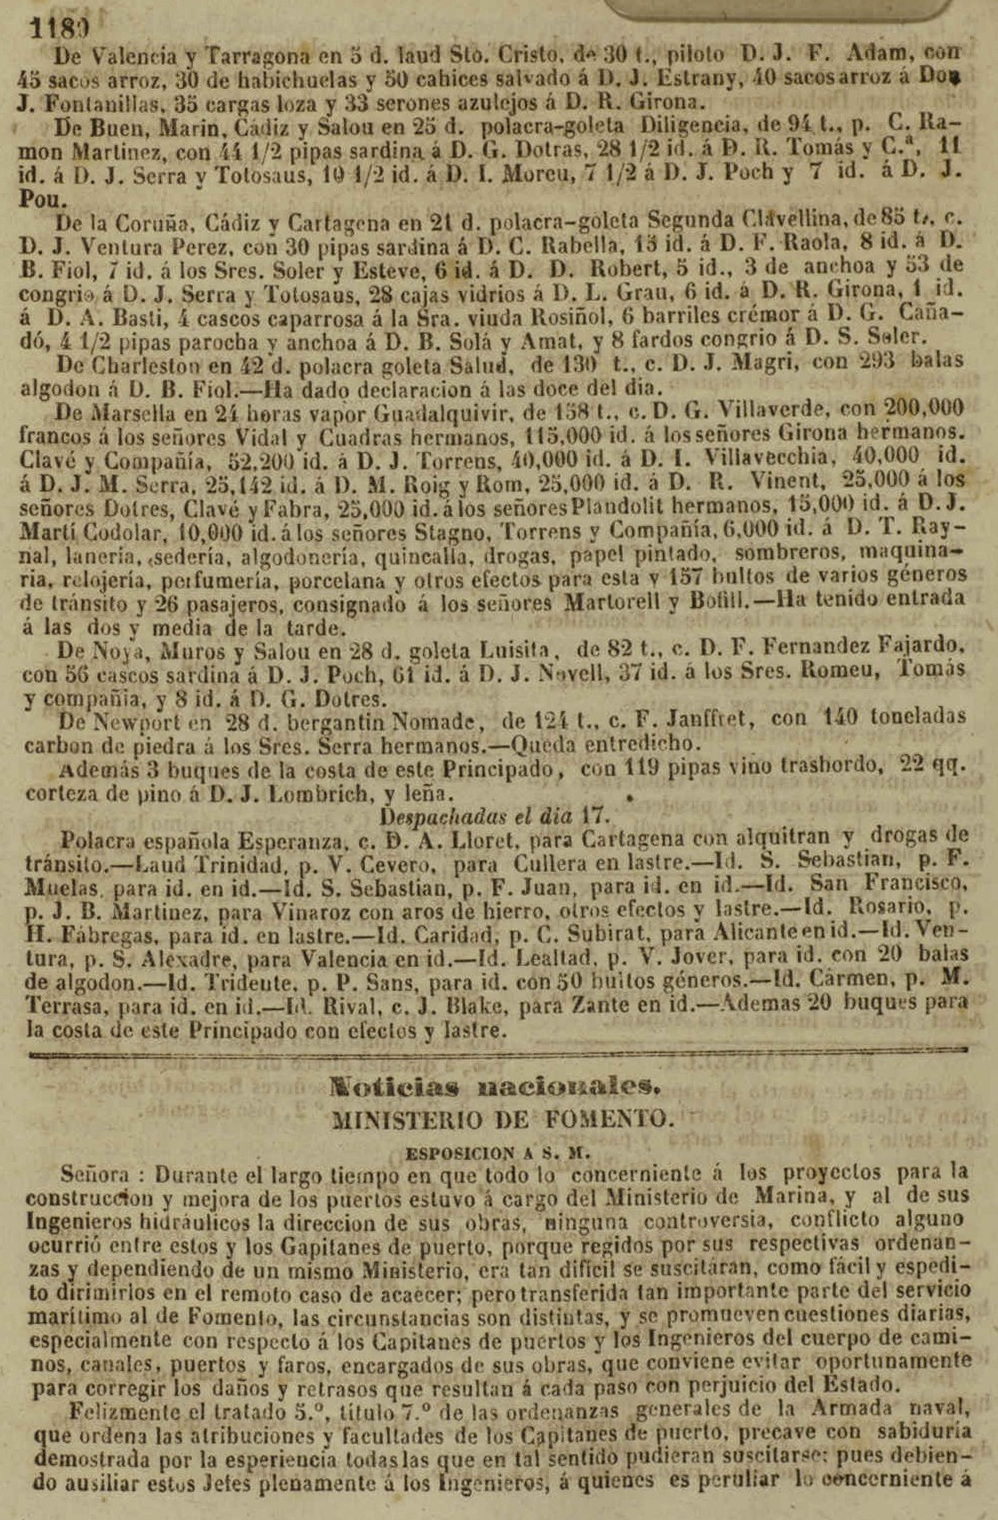 1180
De Valencia y Tarragona en 5 d. laud Sto. Cristo, de 30 t., piloto D. J. F. Adam, con
45 sacos arroz, 30 de habichuelas y 50 cahices salvado á D. J. Estrany, 40 sacos arroz á Don
J. Fontanillas, 35 cargas loza y 33 serones azulejos á D. R. Girona.
De Buen, Marin, Cádiz y Salou en 25 d. polacra-goleta Diligencia, de 94 t., p. C. Ra-
mon Martinez, con 44 1/2 pipas sardina á D. G. Dotras, 28 1/2 id. á D. R. Tomás y C.ª, 11
id. á D. J. Serra y Totosaus, 10 1/2 id. á D. I. Moreu, 7 1/2 á D. J. Poch y 7 id. á D. J.
Pou.
De la Coruña, Cádiz y Cartagena en 21 d. polacra-goleta Segunda Clavellina, de 85 t., c.
D. J. Ventura Perez, con 30 pipas sardina á D. C. Rabella, 13 id. á D. F. Raola, 8 id. á D.
B. Fiol, 7 id. á los Sres. Soler y Esteve, 6 id. á D. D. Robert, 5 id., 3 de anchoa y 53 de
congrio á D. J. Serra y Totosaus, 28 cajas vidrios á D. L. Grau, 6 id. á D. R. Girona, 1 id.
á D. A. Basti, 4 cascos caparrosa á la Sra. viuda Rosiñol, 6 barriles crémor á D. G. Caña-
dó, 4 1/2 pipas parocha y anchoa á D. B. Solá y Amat, y 8 fardos congrio á D. S. Soler.
De Charleston en 42 d. polacra goleta Salud, de 130 t., c. D. J. Magri, con 293 balas
algodon á D. B. Fiol.—Ha dado declaracion á las doce del dia.
De Marsella en 24 horas vapor Guadalquivir, de 158 t., c. D. G. Villaverde, con 200,000
francos á los señores Vidal y Cuadras hermanos, 115,000 id. á los señores Girona hermanos.
Clavé y Compañía, 52,200 id. á D. J. Torrens, 40,000 id. á D. I. Villavecchia, 40,000 id.
á D. J. M. Serra, 25,142 id. á D. M. Roig y Rom, 25,000 id. á D. R. Vinent, 25,000 á los
señores Dotres, Clavé y Fabra, 25,000 id. á los señores Plandolit hermanos, 15,000 id. á D. J.
Martí Codolar, 10,000 id. á los señores Stagno, Torrens y Compañía, 6,000 id. á D. T. Ray-
nal, lanería, sedería, algodonería, quincalla, drogas, papel pintado, sombreros, maquina-
ria, relojería, perfumería, porcelana y otros efectos para esta y 157 bultos de varios géneros
de tránsito y 26 pasajeros, consignado á los señores Martorell y Bofill.—Ha tenido entrada
á las dos y media de la tarde.
De Noya, Muros y Salou en 28 d. goleta Luisita, de 82 t., c. D. F. Fernandez Fajardo,
con 56 cascos sardina á D. J. Poch, 61 id. á D. J. Novell, 37 id. á los Sres. Romeu, Tomás
y compañia, y 8 id. á D. G. Dotres.
De Newport en 28 d. bergantin Nomade, de 124 t., c. F. Janffret, con 140 toneladas
carbon de piedra á los Sres. Serra hermanos.—Queda entredicho.
Además 3 buques de la costa de este Principado, con 119 pipas vino trasbordo, 22 qq.
corteza de pino á D. J. Lombrich, y leña.
Despachadas el dia 17.
Polacra española Esperanza, c. D. A. Lloret, para Cartagena con alquitran y drogas de
tránsito.—Laud Trinidad, p. V. Cevero, para Cullera en lastre.—Id. S. Sebastian, p. F.
Muelas, para id. en id.—Id. S. Sebastian, p. F. Juan, para id. en id.—Id. San Francisco,
p. J. B. Martinez, para Vinaroz con aros de hierro, otros efectos y lastre.—Id. Rosario, p.
H. Fábregas, para id. en lastre.—Id. Caridad, p. C. Subirat, para Alicante en id.—Id. Ven-
tura, p. S. Alexadre, para Valencia en id.—Id. Lealtad, p. V. Jover, para id. con 20 balas
de algodon.—Id. Tridente, p. P. Sans, para id. con 50 bultos géneros.—Id. Cármen, p. M.
Terrasa, para id. en id.—Id. Rival, c. J. Blake, para Zante en id.—Ademas 20 buques para
la costa de este Principado con efectos y lastre.
Noticias nacionales.
MINISTERIO DE FOMENTO.
ESPOSICION A S. M.
Señora : Durante el largo tiempo en que todo lo concerniente á los proyectos para la
construccion y mejora de los puertos estuvo á cargo del Ministerio de Marina, y al de sus
Ingenieros hidráulicos la direccion de sus obras, ninguna controversia, conflicto alguno
ocurrió entre estos y los Gapitanes de puerto, porque regidos por sus respectivas ordenan-
zas y dependiendo de un mismo Ministerio, era tan difícil se suscitáran, como fácil y espedi-
to dirimirlos en el remoto caso de acaecer; pero transferida tan importante parte del servicio
marítimo al de Fomento, las circunstancias son distintas, y se promueven cuestiones diarias,
especialmente con respecto á los Capitanes de puertos y los Ingenieros del cuerpo de cami-
nos, canales, puertos y faros, encargados de sus obras, que conviene evitar oportunamente
para corregir los daños y retrasos que resultan á cada paso con perjuicio del Estado.
Felizmente el tratado 5.º, título 7.º de las ordenanzas generales de la Armada naval,
que ordena las atribuciones y facultades de los Capitanes de puerto, precave con sabiduria
demostrada por la esperiencia todas las que en tal sentido pudieran suscitarse; pues debien-
do ausiliar estos Jefes plenamente á los Ingenieros, á quienes es peculiar lo concerniente á